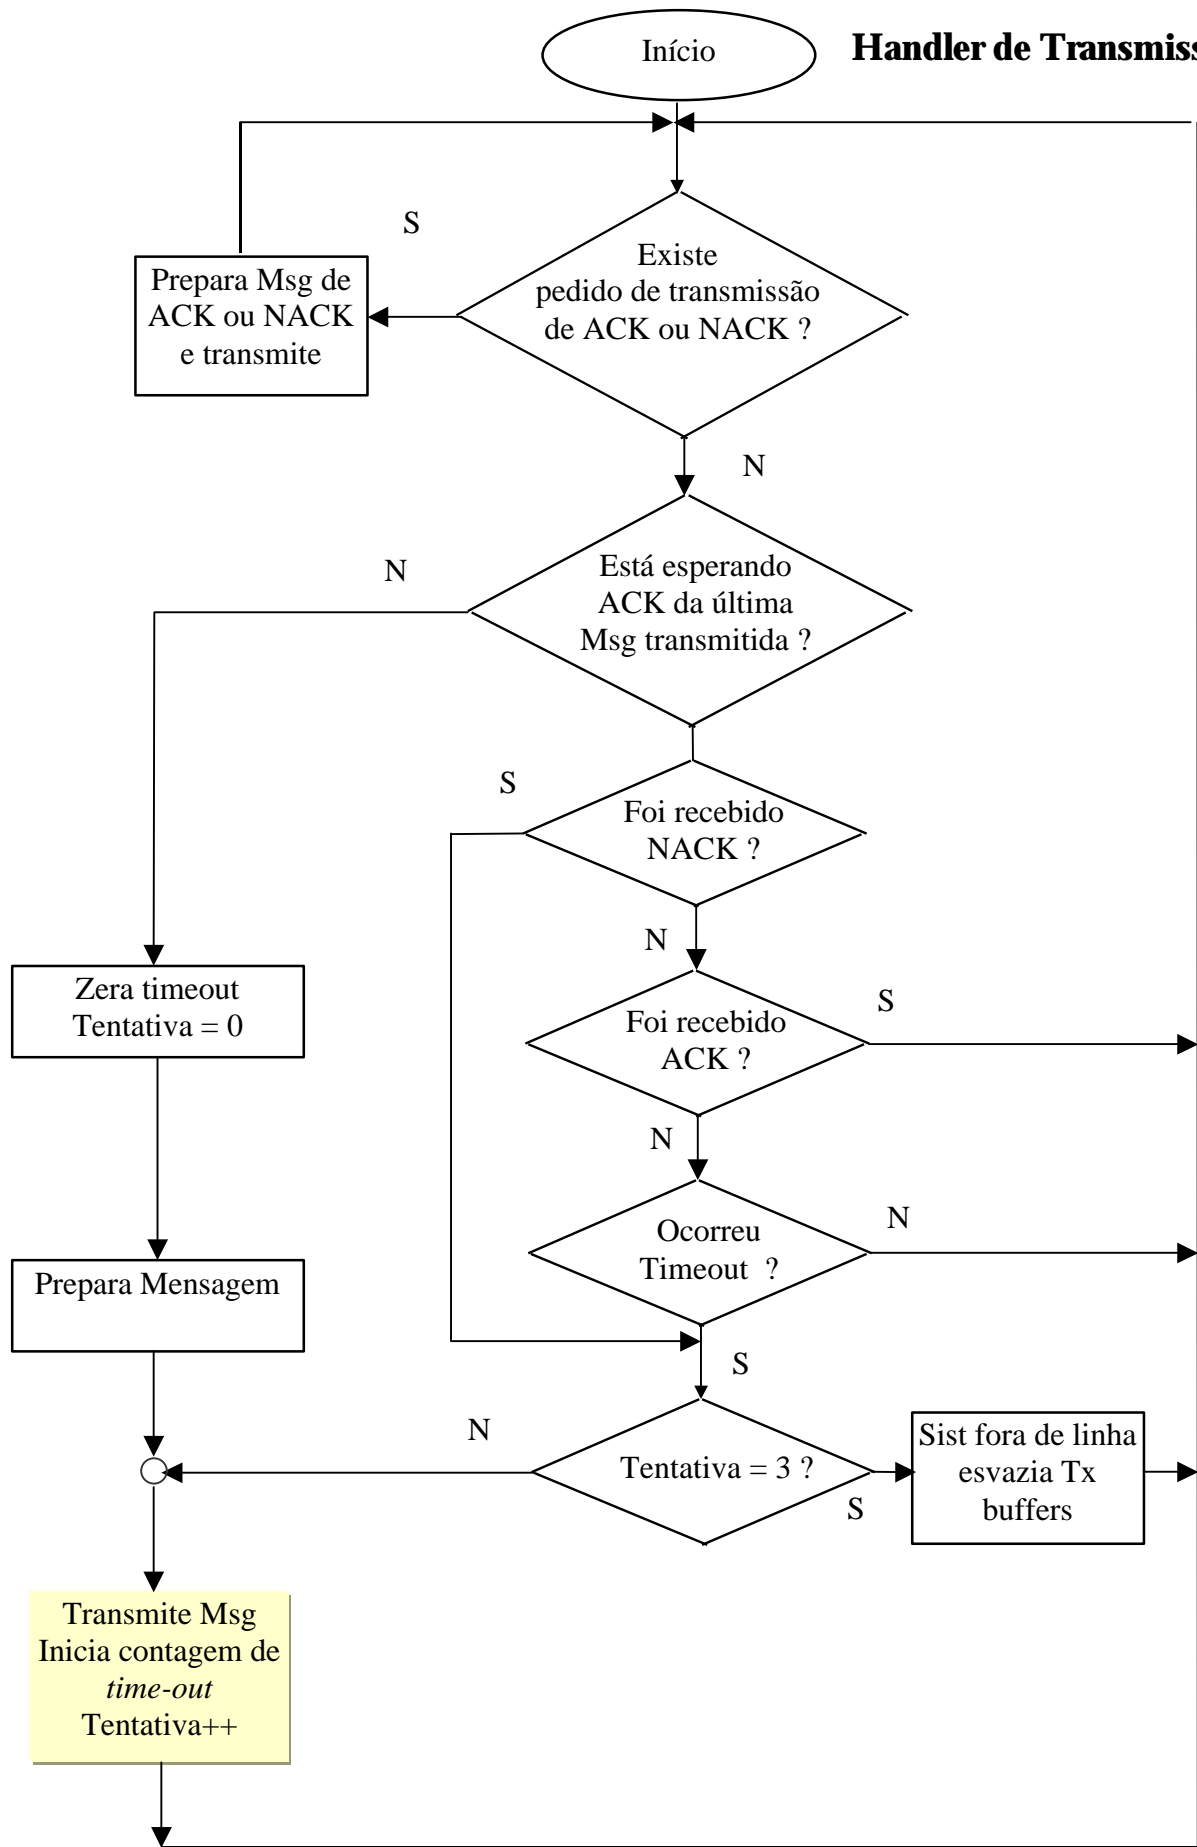 Início
Handler de Transmiss
S
Existe
pedido de transmissão
de ACK ou NACK ?
Prepara Msg de
ACK ou NACK
e transmite
N
N
Está esperando
ACK da última
Msg transmitida ?
S
Foi recebido
NACK ?
N
Zera timeout
Tentativa = 0
Foi recebido
ACK ?
S
N
Ocorreu
Timeout ?
N
Prepara Mensagem
S
N
Tentativa = 3 ?
S
Sist fora de linha
esvazia Tx
buffers
Transmite Msg
Inicia contagem de
time-out
Tentativa++